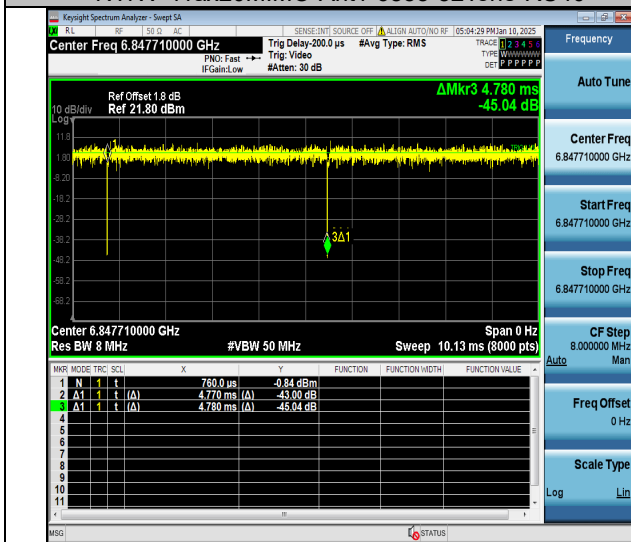 Keysight Spectrum Analyzer - Swept SA
RL RF 50 Ω AC SENSE:INT SOURCE OFF ALIGN AUTO/NO RF 05:04:29 PM Jan 10, 2025
Center Freq 6.847710000 GHz
PNO: Fast
IFGain:Low
Trig Delay-200.0 µs
Trig: Video
#Atten: 30 dB
#Avg Type: RMS
TRACE 1 2 3 4 5 6
TYPE WWWWWW
DET P P P P P P
Ref Offset 1.8 dB
Ref 21.80 dBm
10 dB/div
Log
ΔMkr3 4.780 ms
-45.04 dB
11.8
1.80
-8.20
-18.2
-28.2
-38.2
-48.2
-58.2
-68.2
3Δ1
Center 6.847710000 GHz
Span 0 Hz
Res BW 8 MHz
#VBW 50 MHz
Sweep 10.13 ms (8000 pts)
MKR MODE TRC SCL X Y FUNCTION FUNCTION WIDTH FUNCTION VALUE
1 N 1 t 760.0 µs -0.84 dBm
2 Δ1 1 t (Δ) 4.770 ms (Δ) -43.00 dB
3 Δ1 1 t (Δ) 4.780 ms (Δ) -45.04 dB
4
5
6
7
8
9
10
11
MSG
STATUS
Frequency
Auto Tune
Center Freq
6.847710000 GHz
Start Freq
6.847710000 GHz
Stop Freq
6.847710000 GHz
CF Step
8.000000 MHz
Auto Man
Freq Offset
0 Hz
Scale Type
Log Lin